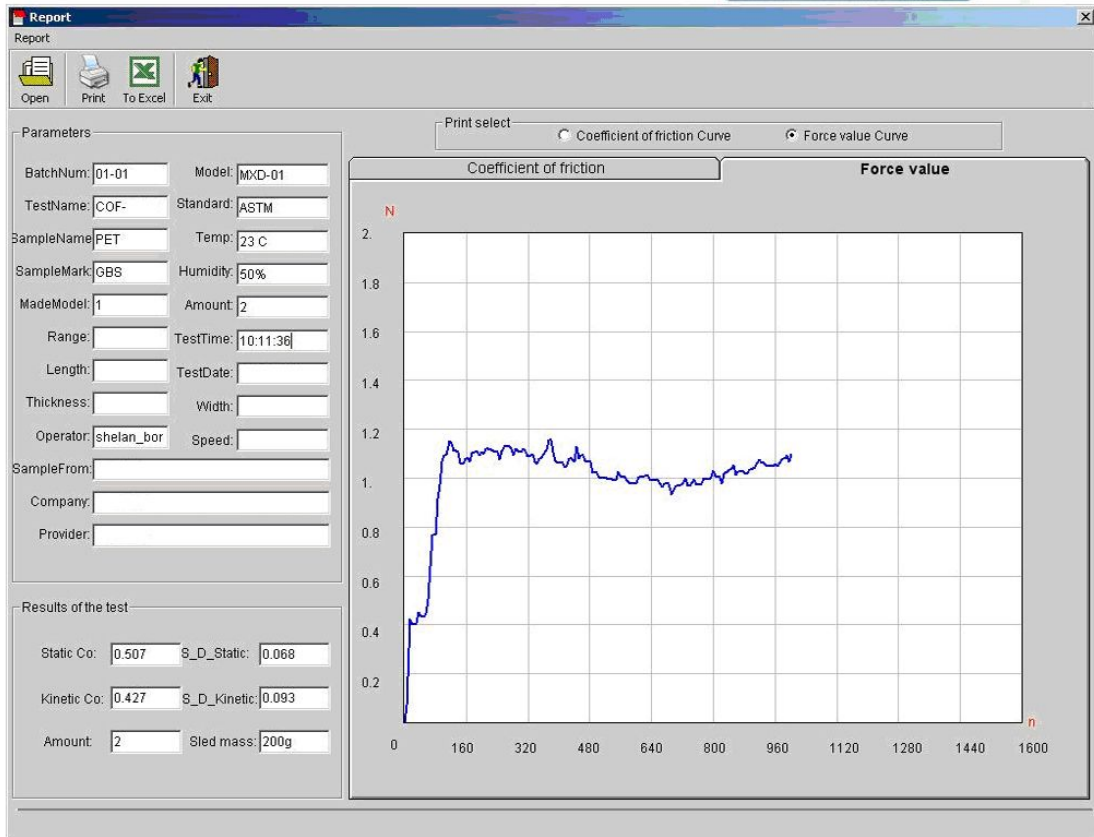 Report
Report
Open Print To Excel Exit
Print select
Coefficient of friction Curve Force value Curve
Parameters
BatchNum: 01-01 Model: MXD-01
TestName: COF- Standard: ASTM
SampleName PET Temp: 23 C
SampleMark: GBS Humidity: 50%
MadeModel: 1 Amount: 2
Range: TestTime: 10:11:36
Length: TestDate:
Thickness: Width:
Operator: shelan_bor Speed:
SampleFrom:
Company:
Provider:
Results of the test
Static Co: 0.507 S_D_Static: 0.068
Kinetic Co: 0.427 S_D_Kinetic: 0.093
Amount: 2 Sled mass: 200g
Coefficient of friction Force value
N
2.
1.8
1.6
1.4
1.2
1.
0.8
0.6
0.4
0.2
n
0 160 320 480 640 800 960 1120 1280 1440 1600